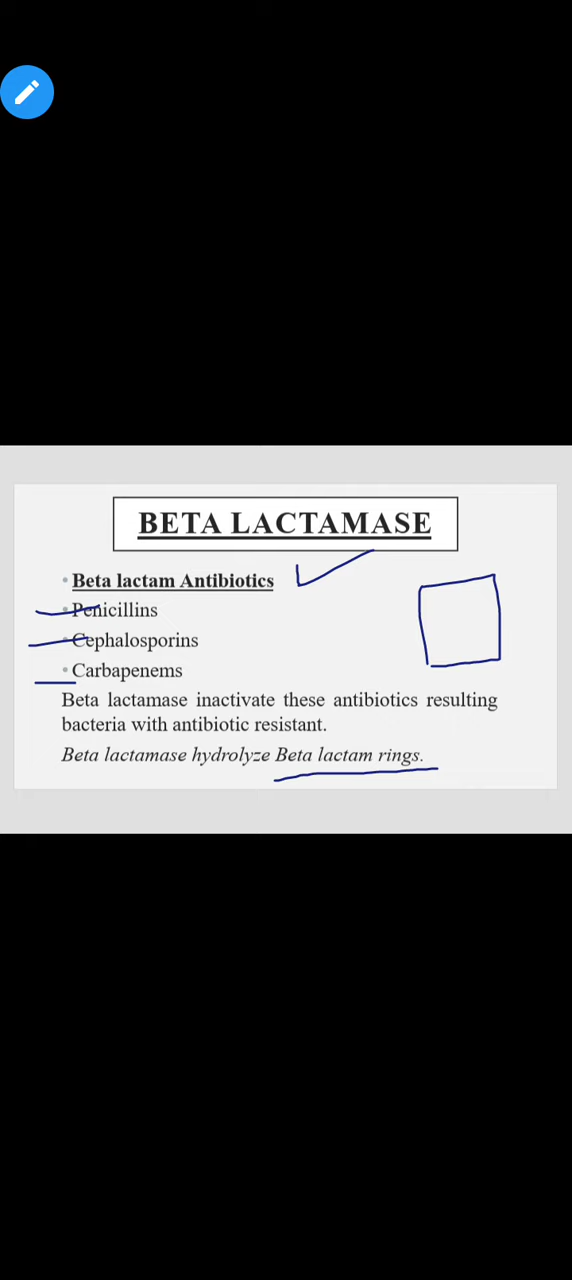 BETA LACTAMASE
• Beta lactam Antibiotics
• Penicillins
• Cephalosporins
• Carbapenems
Beta lactamase inactivate these antibiotics resulting
bacteria with antibiotic resistant.
Beta lactamase hydrolyze Beta lactam rings.